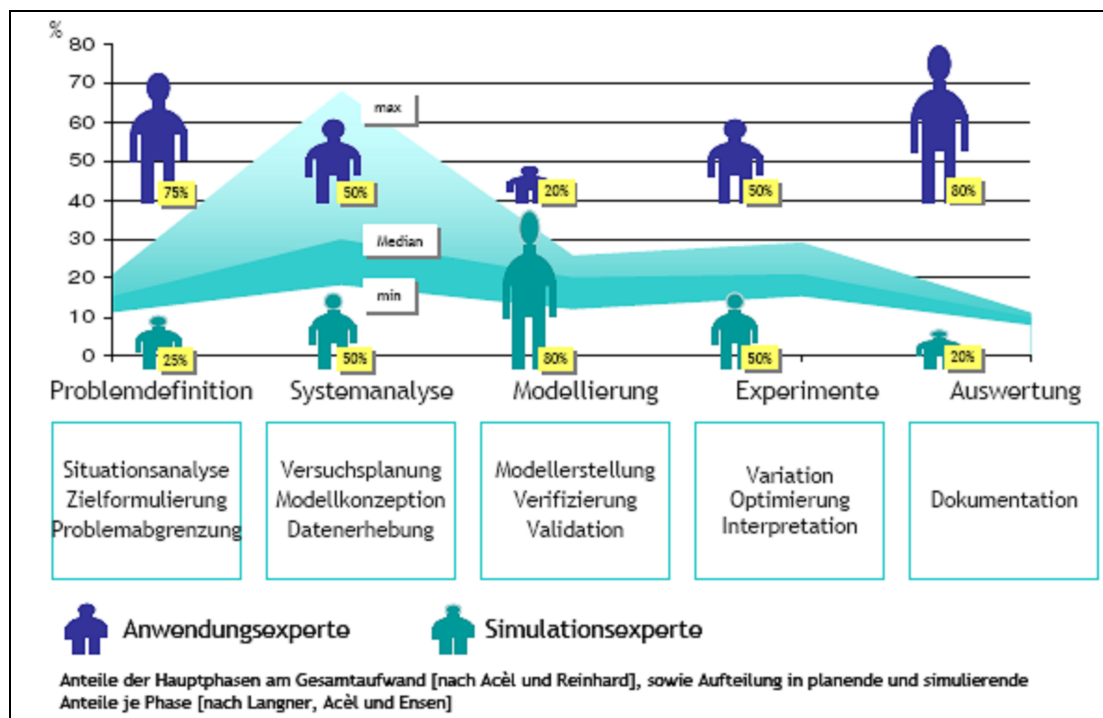 %
80
70
60
50
40
30
20
10
0
max
Median
min
75%
50%
20%
50%
80%
25%
50%
80%
50%
20%
Problemdefinition
Systemanalyse
Modellierung
Experimente
Auswertung
Situationsanalyse
Zielformulierung
Problemabgrenzung
Versuchsplanung
Modellkonzeption
Datenerhebung
Modellerstellung
Verifizierung
Validation
Variation
Optimierung
Interpretation
Dokumentation
Anwendungsexperte
Simulationsexperte
Anteile der Hauptphasen am Gesamtaufwand [nach Acèl und Reinhard], sowie Aufteilung in planende und simulierende
Anteile je Phase [nach Langner, Acèl und Ensen]